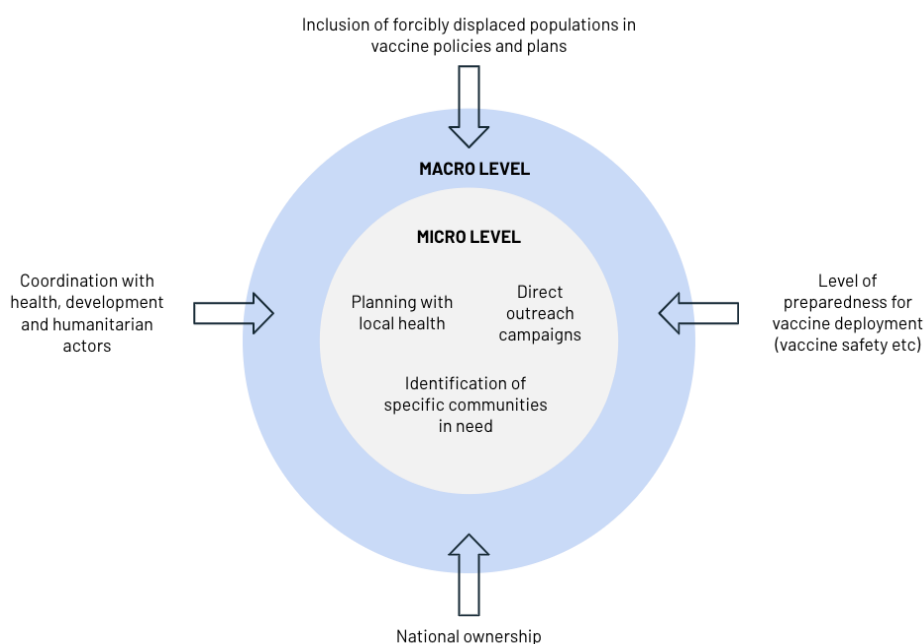 Inclusion of forcibly displaced populations in
vaccine policies and plans
MACRO LEVEL
MICRO LEVEL
Coordination with
health, development
and humanitarian
actors
Planning with
local health
Direct
outreach
campaigns
Level of
preparedness for
vaccine deployment
(vaccine safety etc)
Identification of
specific communities
in need
National ownership